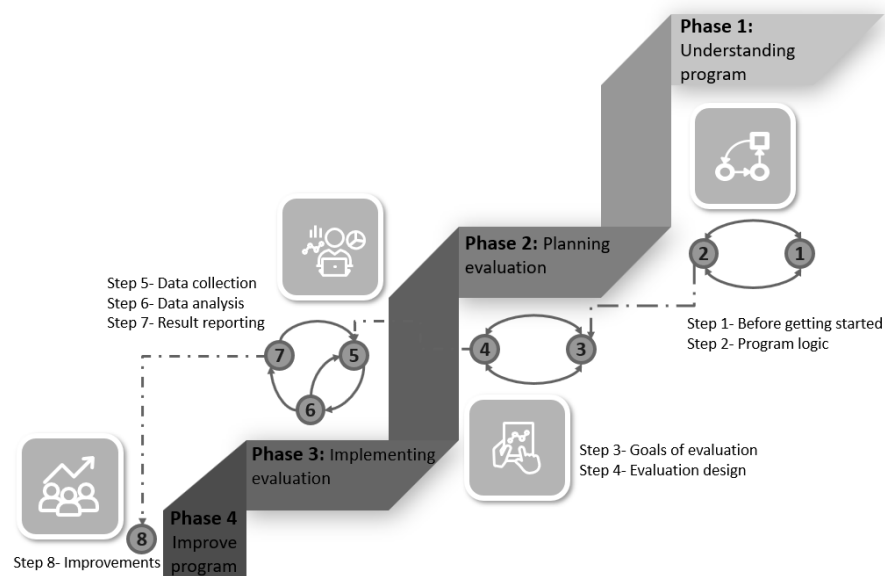 Phase 1:
Understanding
program
2
1
Step 1- Before getting started
Step 2- Program logic
Phase 2: Planning
evaluation
4
3
Step 3- Goals of evaluation
Step 4- Evaluation design
Step 5- Data collection
Step 6- Data analysis
Step 7- Result reporting
7
5
6
Phase 3: Implementing
evaluation
Phase 4
Improve
program
8
Step 8- Improvements